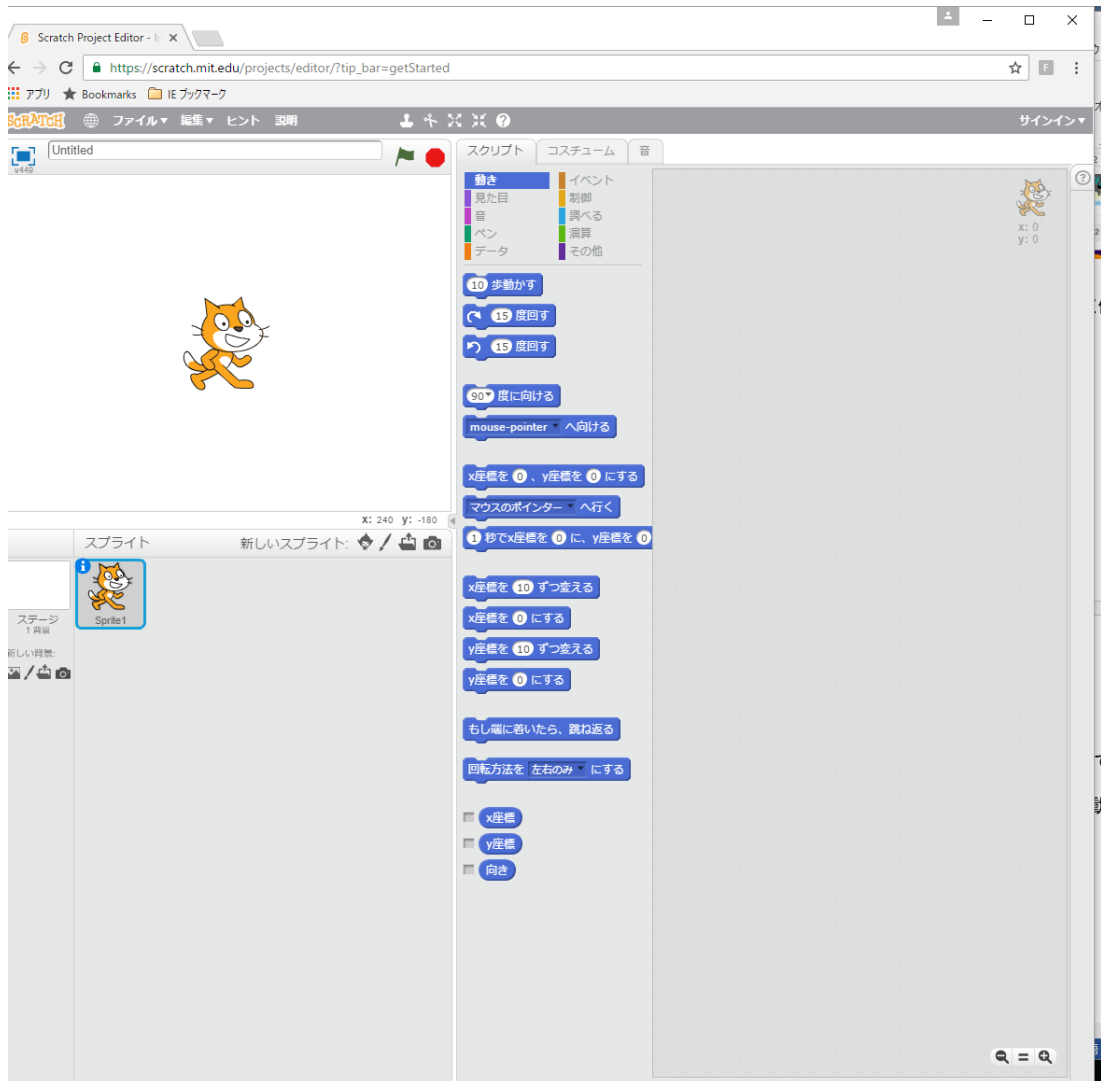 Scratch Project Editor - I
https://scratch.mit.edu/projects/editor/?tip_bar=getStarted
F
アプリ Bookmarks IE ブックマーク
SCRATCH ファイル▼ 編集▼ ヒント 説明 サインイン▼
v449
Untitled
x: 240 y: -180
スプライト 新しいスプライト:
Sprite1
ステージ
1 背景
新しい背景:
スクリプト コスチューム 音
動き イベント
見た目 制御
音 調べる
ペン 演算
データ その他
10 歩動かす
15 度回す
15 度回す
90▼ 度に向ける
mouse-pointer へ向ける
x座標を 0 、y座標を 0 にする
マウスのポインター へ行く
1 秒でx座標を 0 に、y座標を 0
x座標を 10 ずつ変える
x座標を 0 にする
y座標を 10 ずつ変える
y座標を 0 にする
もし端に着いたら、跳ね返る
回転方法を 左右のみ にする
x座標
y座標
向き
x: 0
y: 0